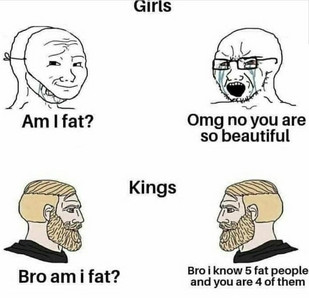 Girls
Am I fat?
Omg no you are
so beautiful
Kings
Bro am i fat?
Bro i know 5 fat people
and you are 4 of them